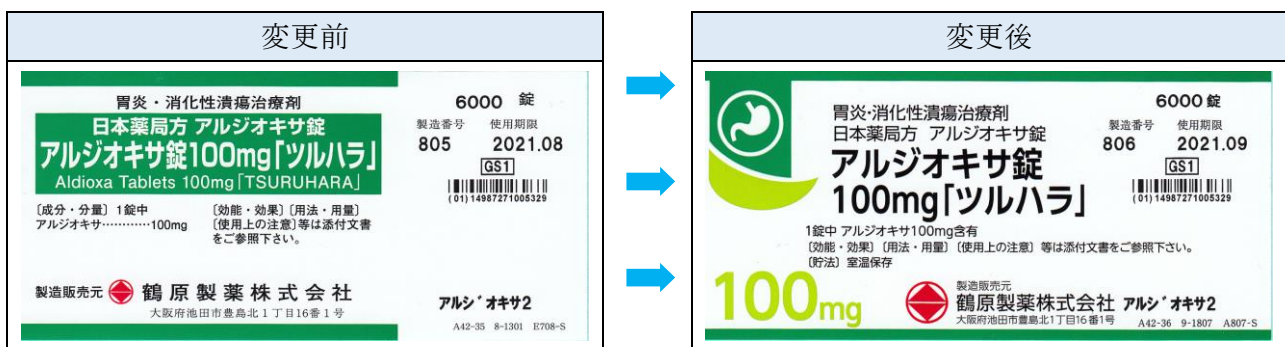 変更前
胃炎・消化性潰瘍治療剤
日本薬局方 アルジオキサ錠
アルジオキサ錠100mg「ツルハラ」
Aldioxa Tablets 100mg「TSURUHARA」
〔成分・分量〕1錠中
アルジオキサ…………100mg
〔効能・効果〕〔用法・用量〕
〔使用上の注意〕等は添付文書
をご参照下さい。
製造販売元 鶴原製薬株式会社
大阪府池田市豊島北1丁目16番1号
6000 錠
製造番号 使用期限
805 2021.08
GS1
(01)14987271005329
アルジオキサ2
A42-35 8-1301 E708-S
変更後
胃炎・消化性潰瘍治療剤
日本薬局方 アルジオキサ錠
アルジオキサ錠
100mg「ツルハラ」
6000錠
製造番号 使用期限
806 2021.09
GS1
(01)14987271005329
1錠中 アルジオキサ100mg含有
〔効能・効果〕〔用法・用量〕〔使用上の注意〕等は添付文書をご参照下さい。
〔貯法〕室温保存
100mg
製造販売元
鶴原製薬株式会社
大阪府池田市豊島北1丁目16番1号
アルジオキサ2
A42-36 9-1807 A807-S